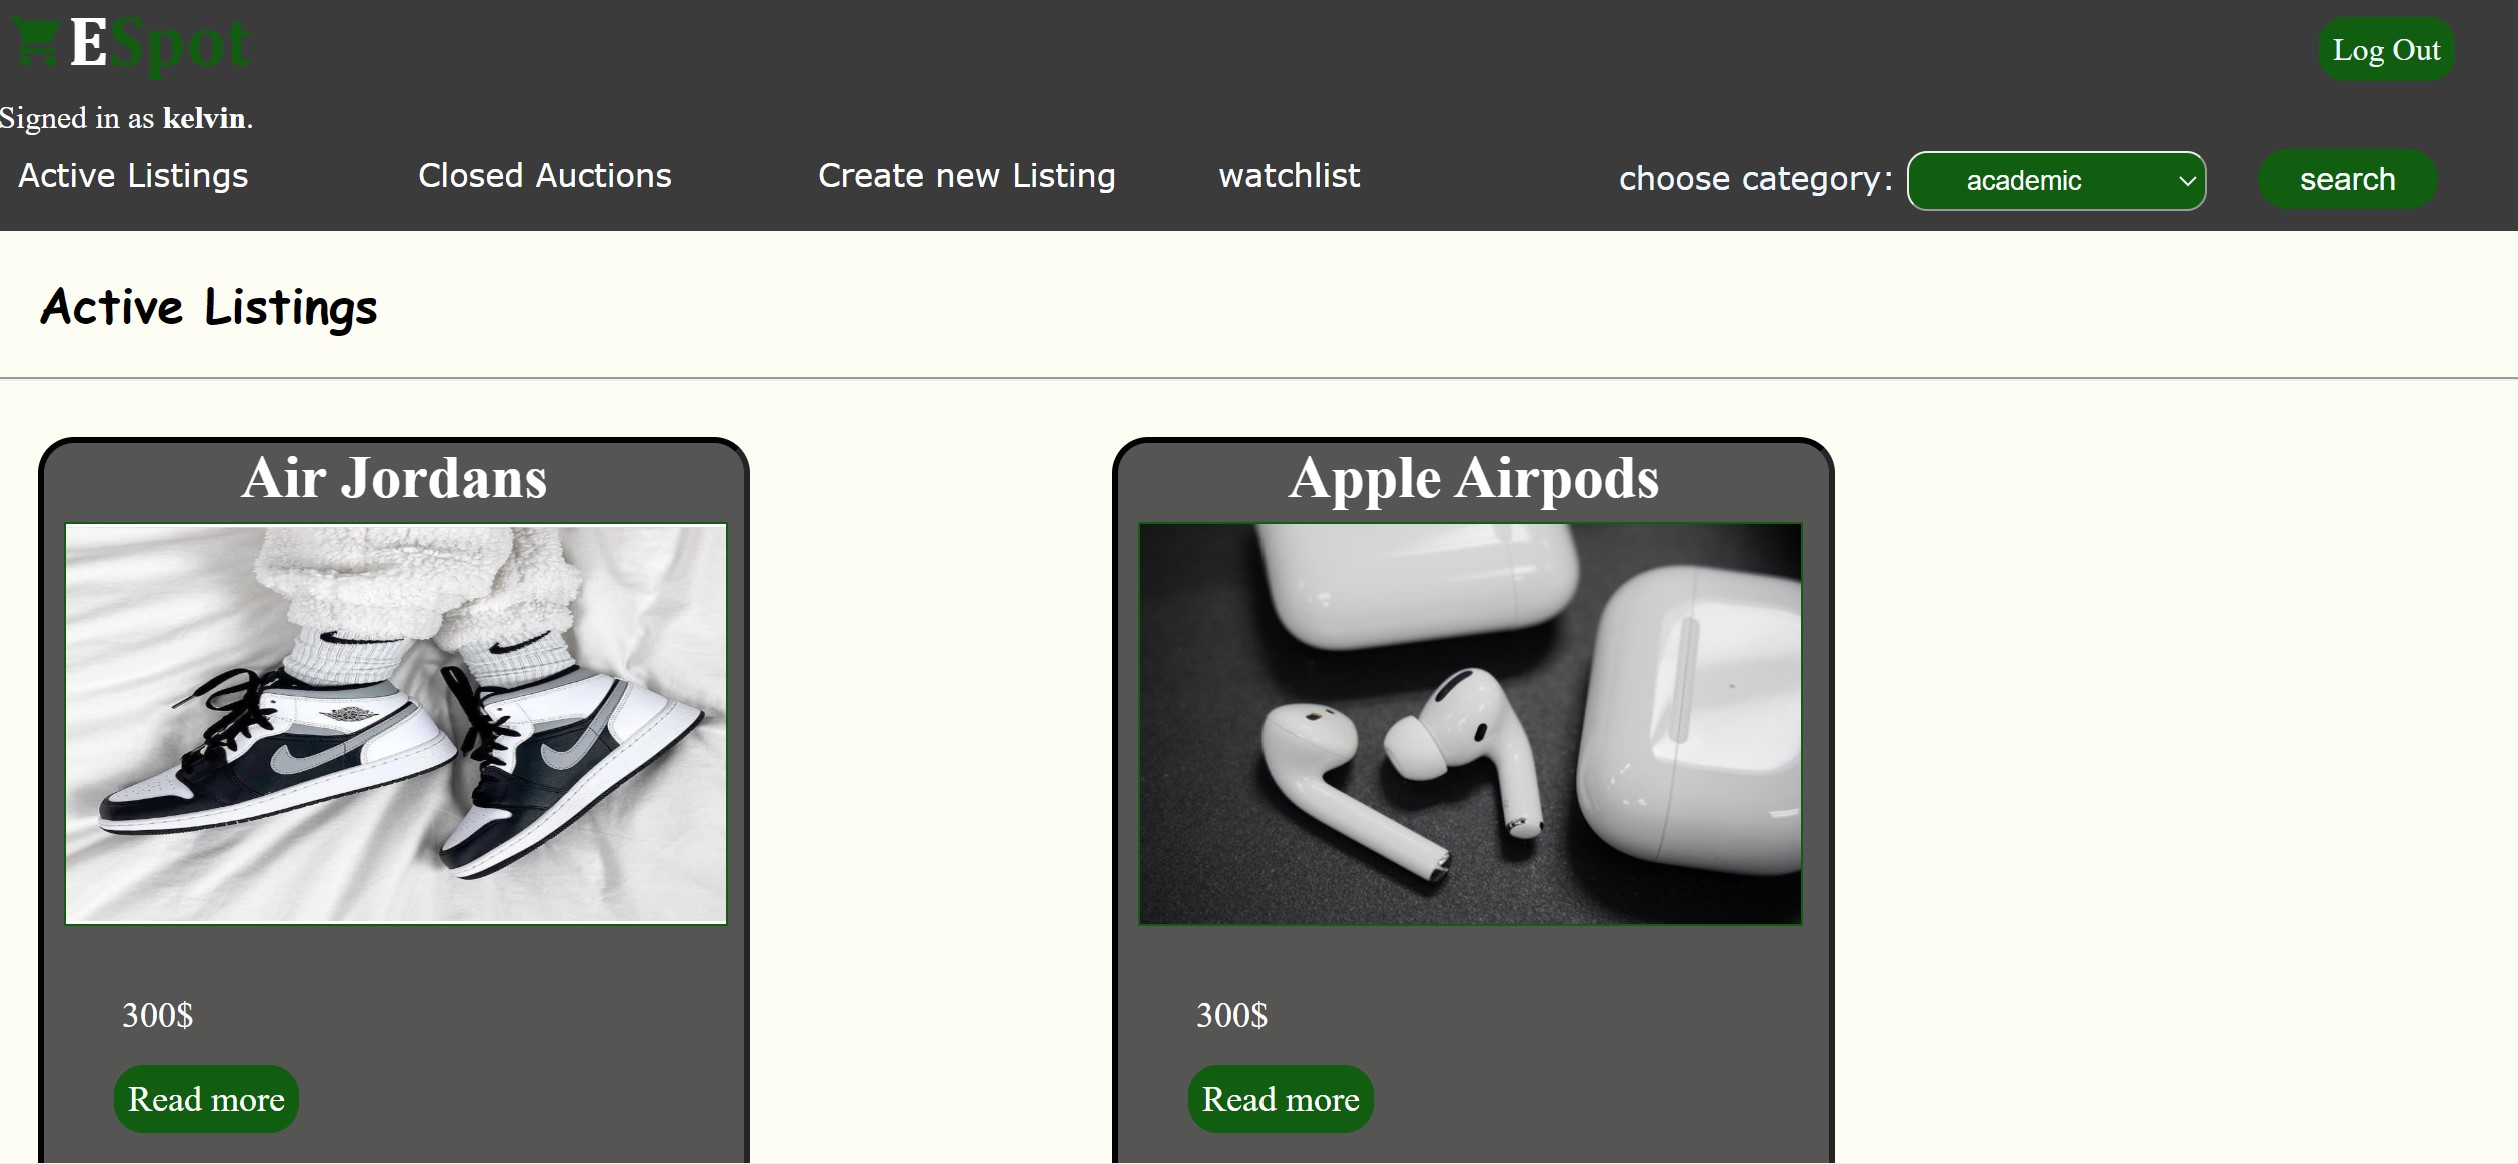 ESpot
Log Out
Signed in as kelvin.
Active Listings
Closed Auctions
Create new Listing
watchlist
choose category:
academic
search
Active Listings
Air Jordans
Apple Airpods
300$
300$
Read more
Read more